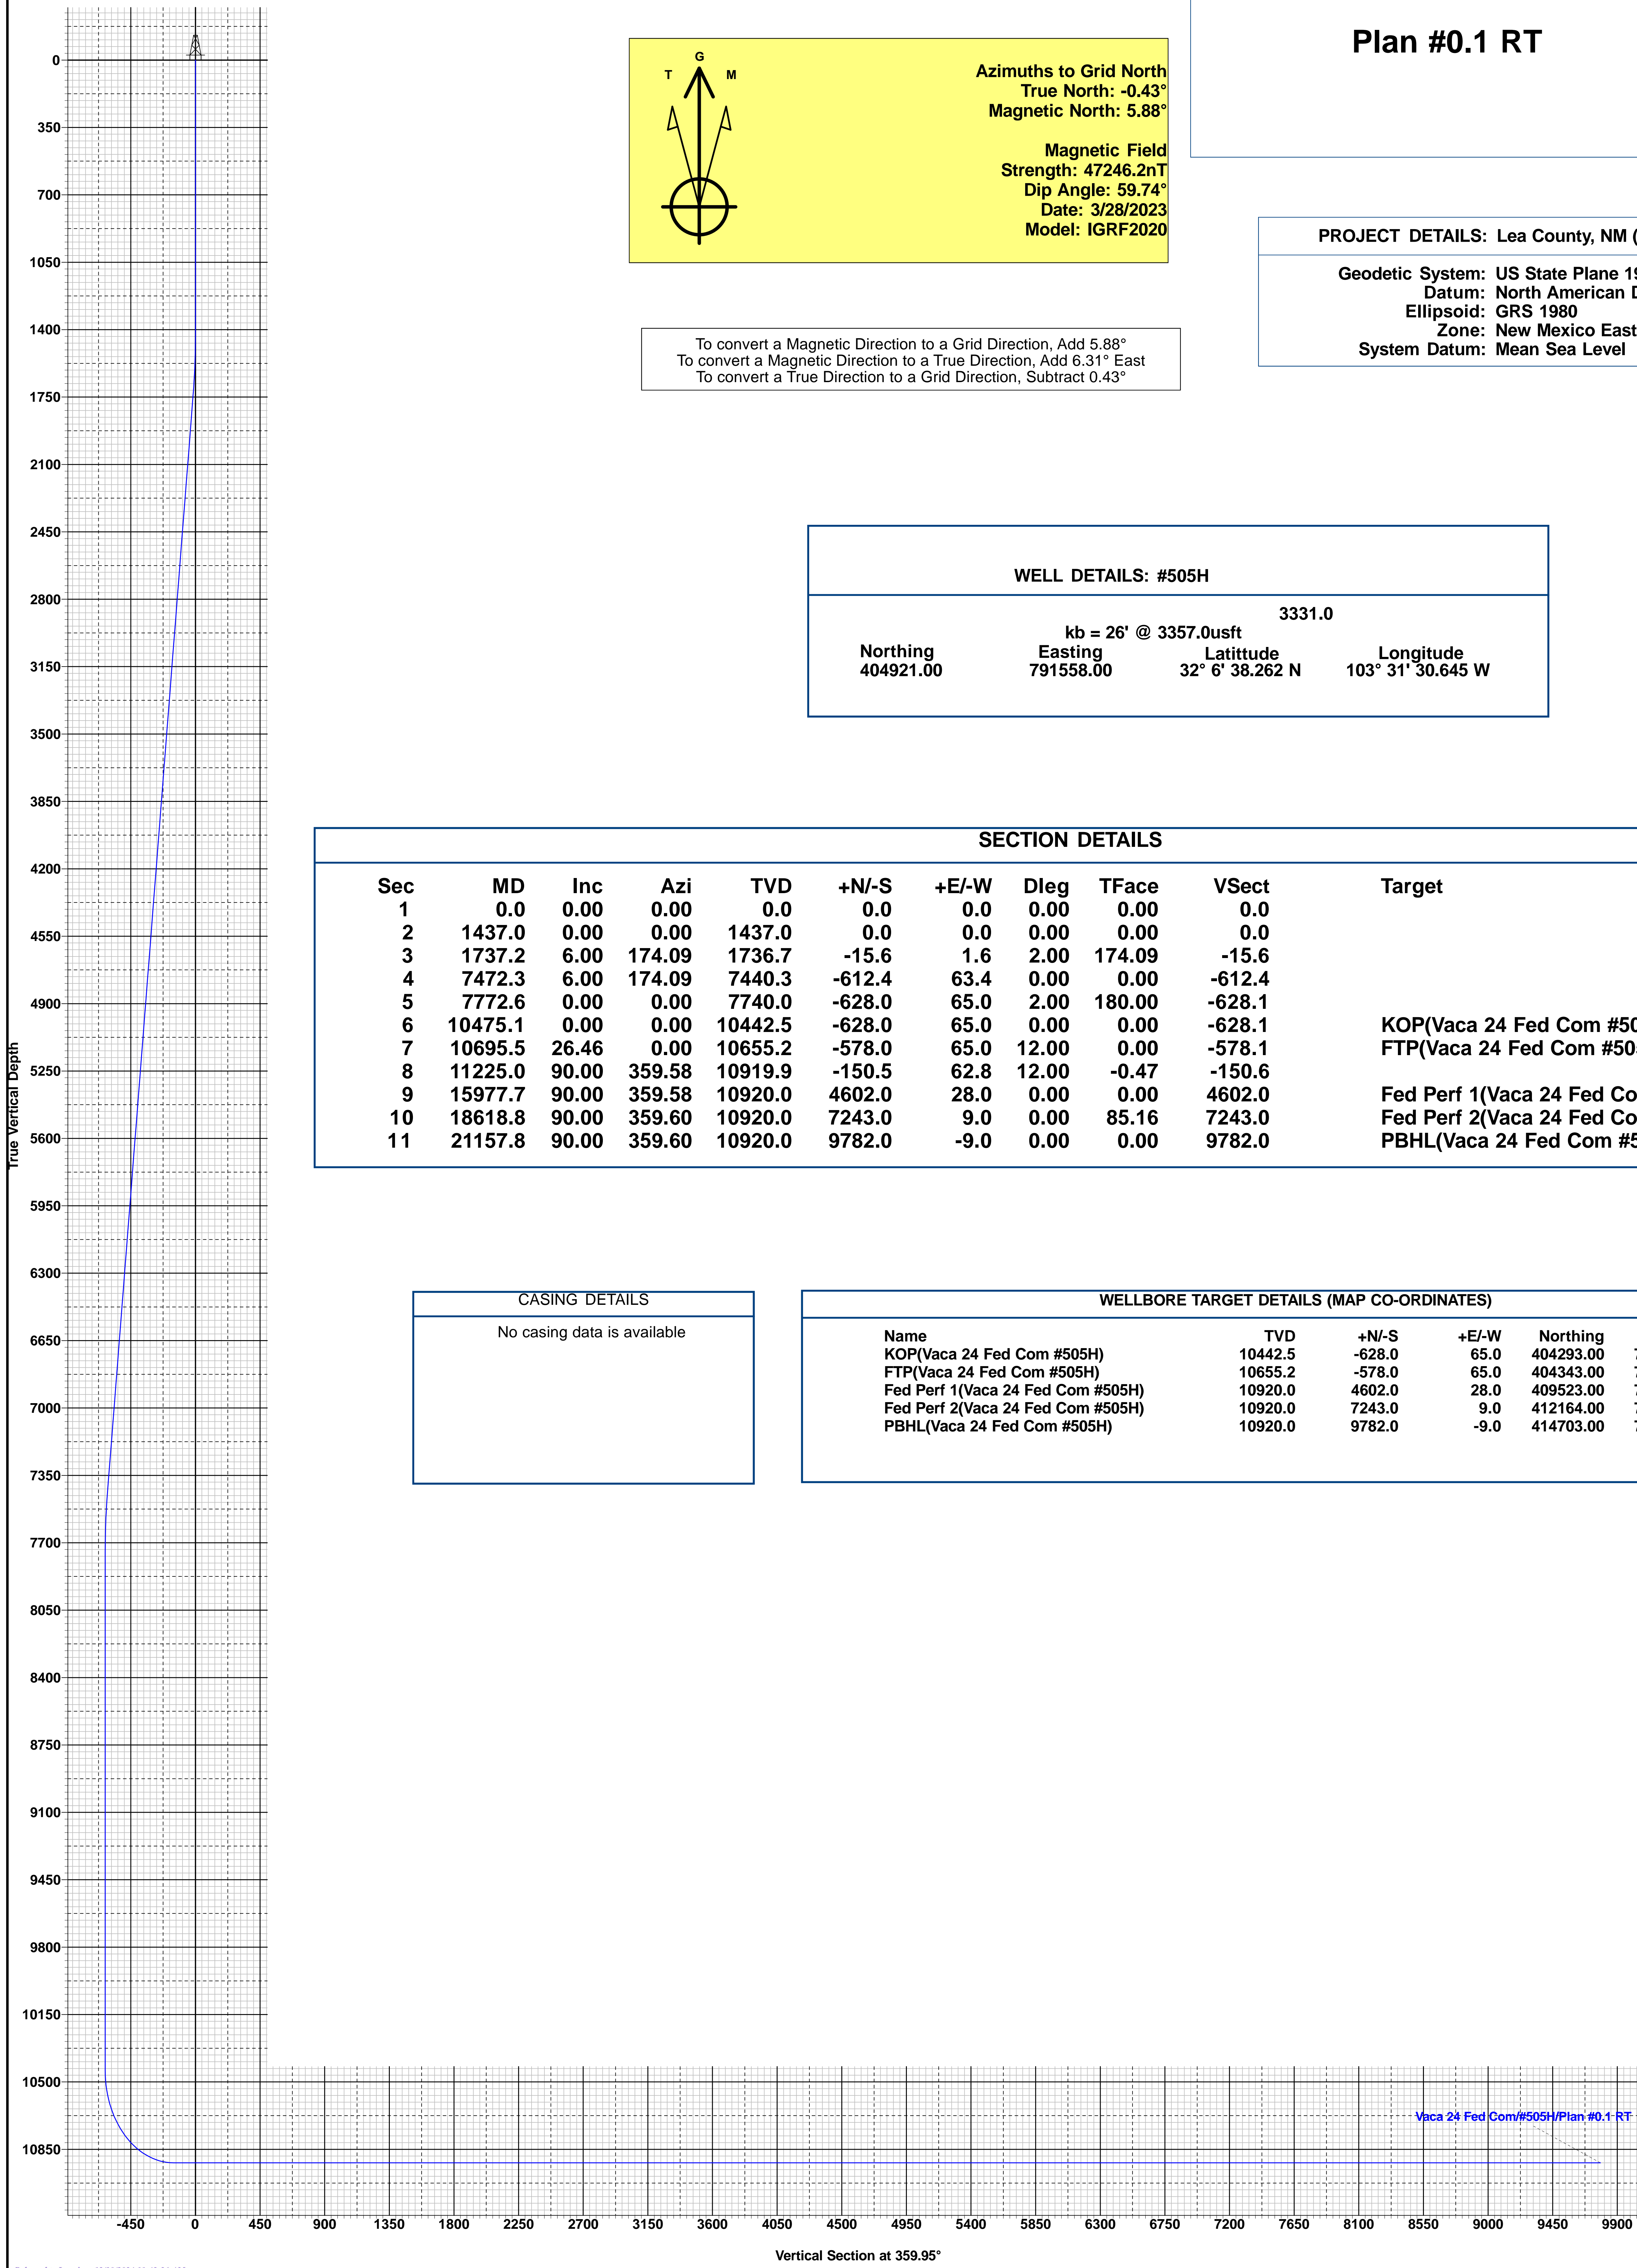 Plan #0.1 RT
T G M
Azimuths to Grid North
True North: -0.43°
Magnetic North: 5.88°
Magnetic Field
Strength: 47246.2nT
Dip Angle: 59.74°
Date: 3/28/2023
Model: IGRF2020
PROJECT DETAILS: Lea County, NM (
Geodetic System: US State Plane 19
Datum: North American D
Ellipsoid: GRS 1980
Zone: New Mexico East
System Datum: Mean Sea Level
To convert a Magnetic Direction to a Grid Direction, Add 5.88°
To convert a Magnetic Direction to a True Direction, Add 6.31° East
To convert a True Direction to a Grid Direction, Subtract 0.43°
WELL DETAILS: #505H
3331.0
kb = 26' @ 3357.0usft
Northing Easting Latittude Longitude
404921.00 791558.00 32° 6' 38.262 N 103° 31' 30.645 W
SECTION DETAILS
Sec MD Inc Azi TVD +N/-S +E/-W Dleg TFace VSect Target
1 0.0 0.00 0.00 0.0 0.0 0.0 0.00 0.00 0.0
2 1437.0 0.00 0.00 1437.0 0.0 0.0 0.00 0.00 0.0
3 1737.2 6.00 174.09 1736.7 -15.6 1.6 2.00 174.09 -15.6
4 7472.3 6.00 174.09 7440.3 -612.4 63.4 0.00 0.00 -612.4
5 7772.6 0.00 0.00 7740.0 -628.0 65.0 2.00 180.00 -628.1
6 10475.1 0.00 0.00 10442.5 -628.0 65.0 0.00 0.00 -628.1 KOP(Vaca 24 Fed Com #50
7 10695.5 26.46 0.00 10655.2 -578.0 65.0 12.00 0.00 -578.1 FTP(Vaca 24 Fed Com #50
8 11225.0 90.00 359.58 10919.9 -150.5 62.8 12.00 -0.47 -150.6
9 15977.7 90.00 359.58 10920.0 4602.0 28.0 0.00 0.00 4602.0 Fed Perf 1(Vaca 24 Fed Co
10 18618.8 90.00 359.60 10920.0 7243.0 9.0 0.00 85.16 7243.0 Fed Perf 2(Vaca 24 Fed Co
11 21157.8 90.00 359.60 10920.0 9782.0 -9.0 0.00 0.00 9782.0 PBHL(Vaca 24 Fed Com #5
CASING DETAILS
No casing data is available
WELLBORE TARGET DETAILS (MAP CO-ORDINATES)
Name TVD +N/-S +E/-W Northing
KOP(Vaca 24 Fed Com #505H) 10442.5 -628.0 65.0 404293.00
FTP(Vaca 24 Fed Com #505H) 10655.2 -578.0 65.0 404343.00
Fed Perf 1(Vaca 24 Fed Com #505H) 10920.0 4602.0 28.0 409523.00
Fed Perf 2(Vaca 24 Fed Com #505H) 10920.0 7243.0 9.0 412164.00
PBHL(Vaca 24 Fed Com #505H) 10920.0 9782.0 -9.0 414703.00
True Vertical Depth
0
350
700
1050
1400
1750
2100
2450
2800
3150
3500
3850
4200
4550
4900
5250
5600
5950
6300
6650
7000
7350
7700
8050
8400
8750
9100
9450
9800
10150
10500
10850
Vaca 24 Fed Com/#505H/Plan #0.1 RT
-450 0 450 900 1350 1800 2250 2700 3150 3600 4050 4500 4950 5400 5850 6300 6750 7200 7650 8100 8550 9000 9450 9900
Vertical Section at 359.95°